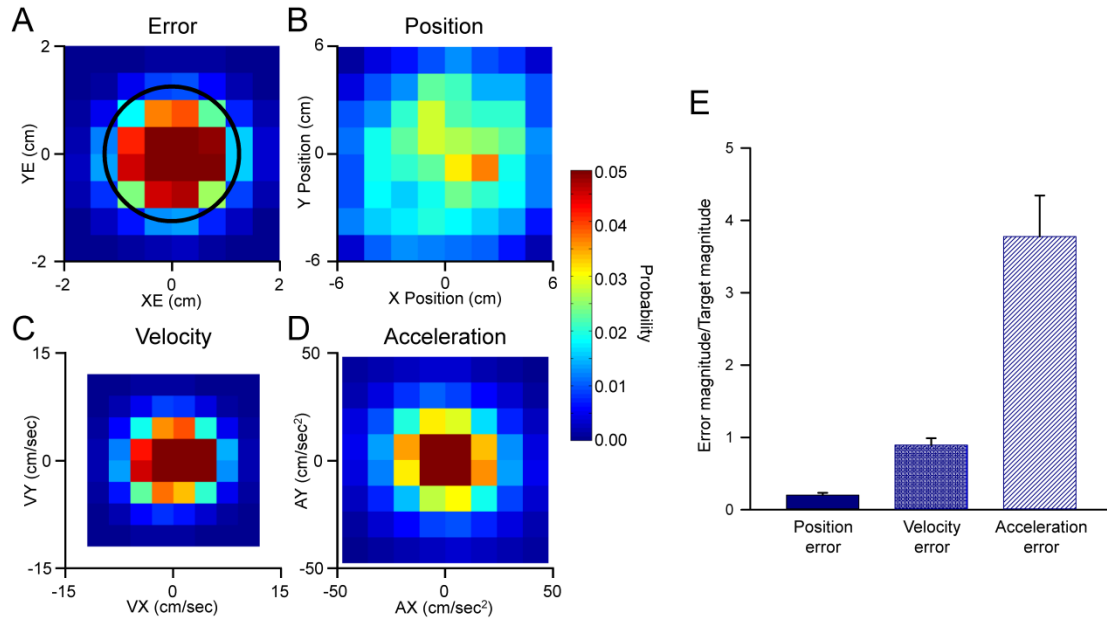 A
Error
2
0
-2
YE (cm)
-2
0
2
XE (cm)
B
Position
6
0
-6
Y Position (cm)
-6
0
6
X Position (cm)
0.05
0.04
0.03
0.02
0.01
0.00
Probability
C
Velocity
15
0
-15
VY (cm/sec)
-15
0
15
VX (cm/sec)
D
Acceleration
50
0
-50
AY (cm/sec²)
-50
0
50
AX (cm/sec²)
E
5
4
3
2
1
0
Error magnitude/Target magnitude
Position
error
Velocity
error
Acceleration
error